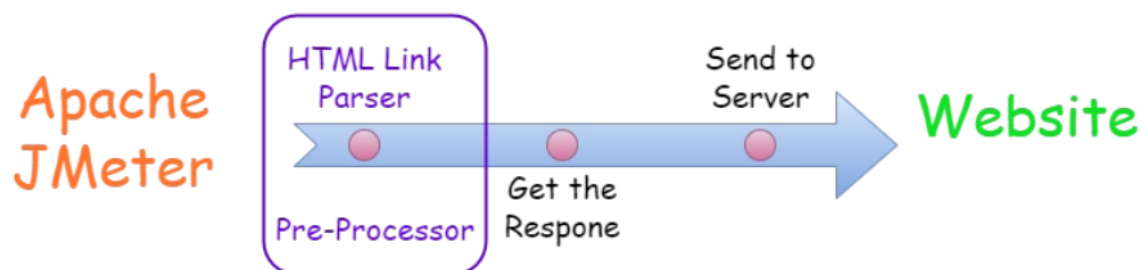 Apache
JMeter
HTML Link
Parser
Pre-Processor
Get the
Respone
Send to
Server
Website